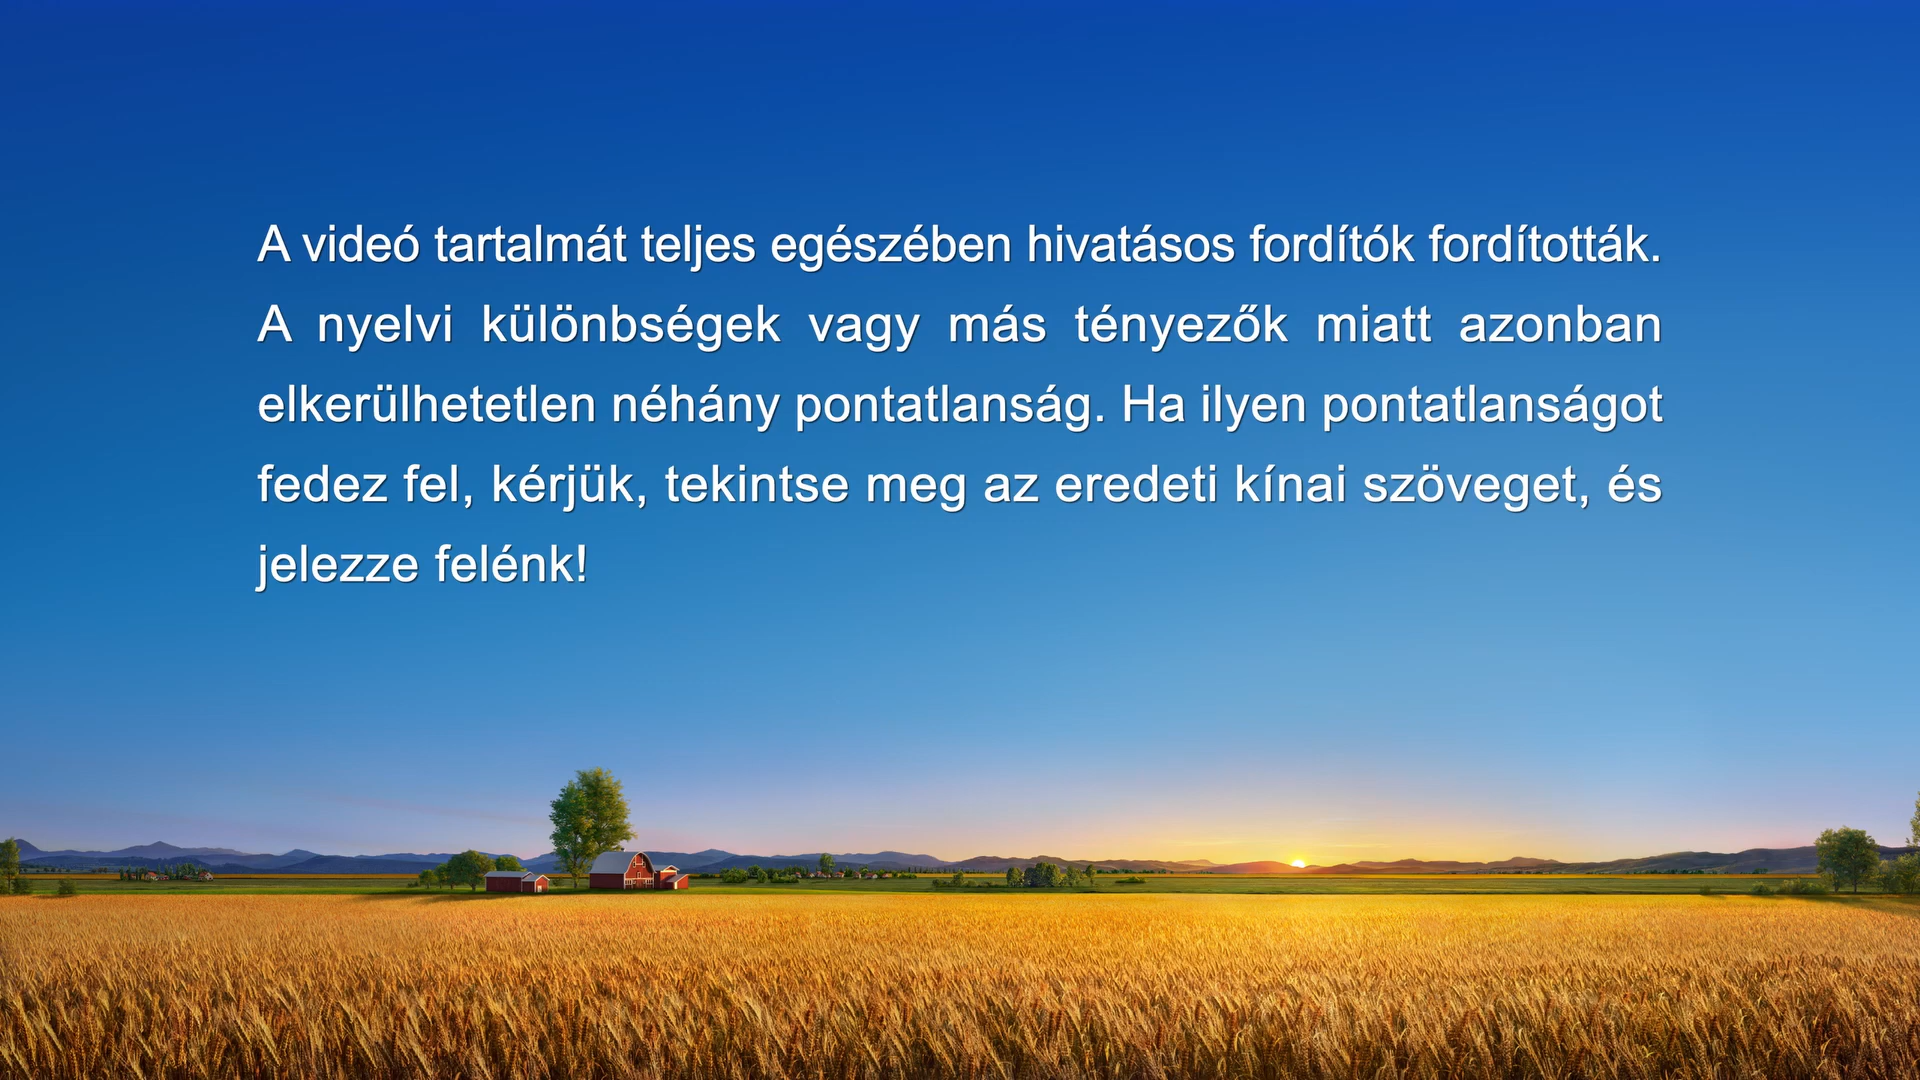 A videó tartalmát teljes egészében hivatásos fordítók fordították.
A nyelvi különbségek vagy más tényezők miatt azonban
elkerülhetetlen néhány pontatlanság. Ha ilyen pontatlanságot
fedez fel, kérjük, tekintse meg az eredeti kínai szöveget, és
jelezze felénk!